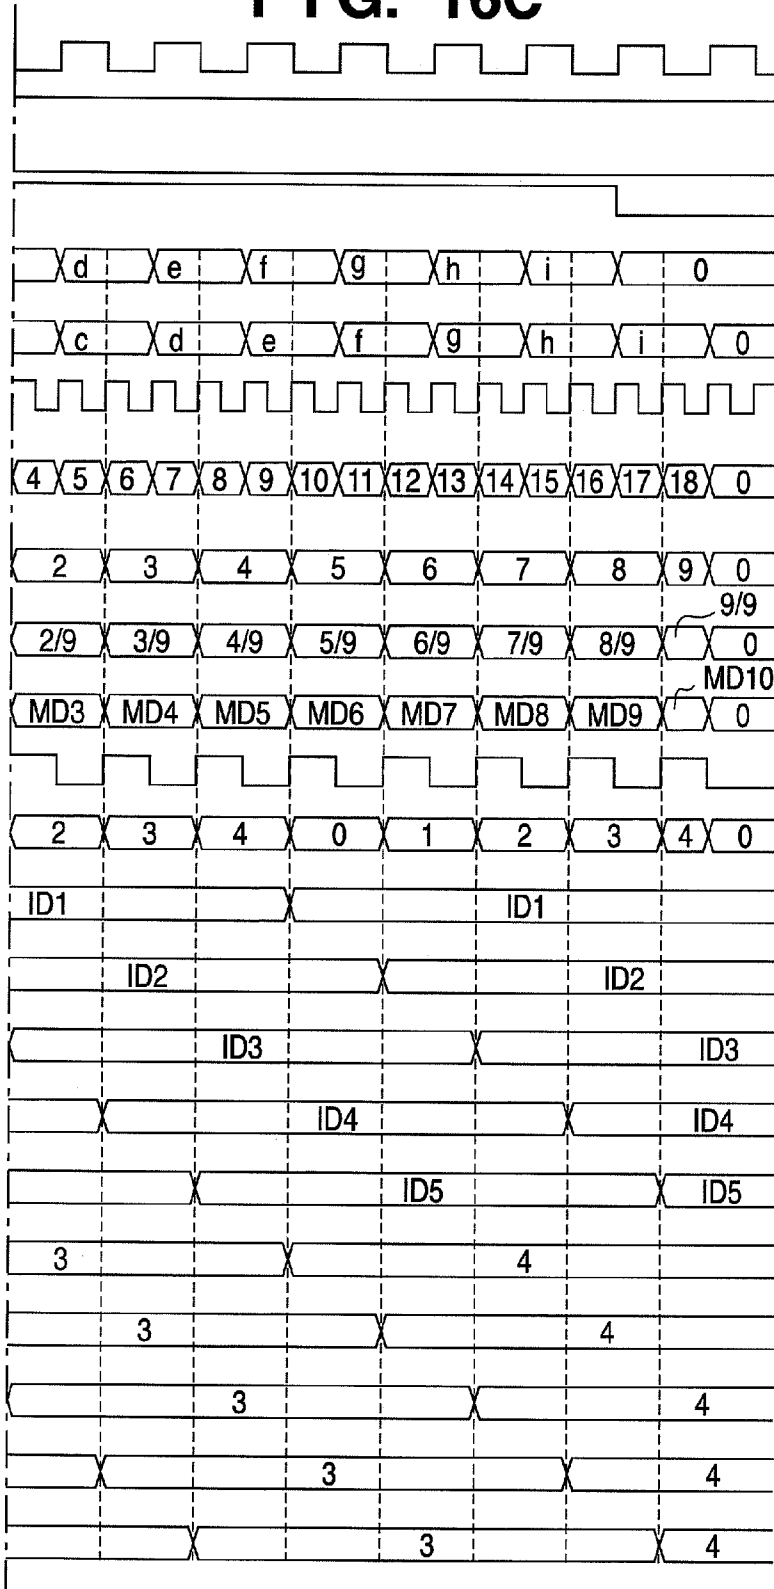 FIG. 16C
d e f g h i 0
c d e f g h i 0
4 5 6 7 8 9 10 11 12 13 14 15 16 17 18 0
2 3 4 5 6 7 8 9 0
9/9
2/9 3/9 4/9 5/9 6/9 7/9 8/9 0
MD10
MD3 MD4 MD5 MD6 MD7 MD8 MD9 0
2 3 4 0 1 2 3 4 0
ID1 ID1
ID2 ID2
ID3 ID3
ID4 ID4
ID5 ID5
3 4
3 4
3 4
3 4
3 4